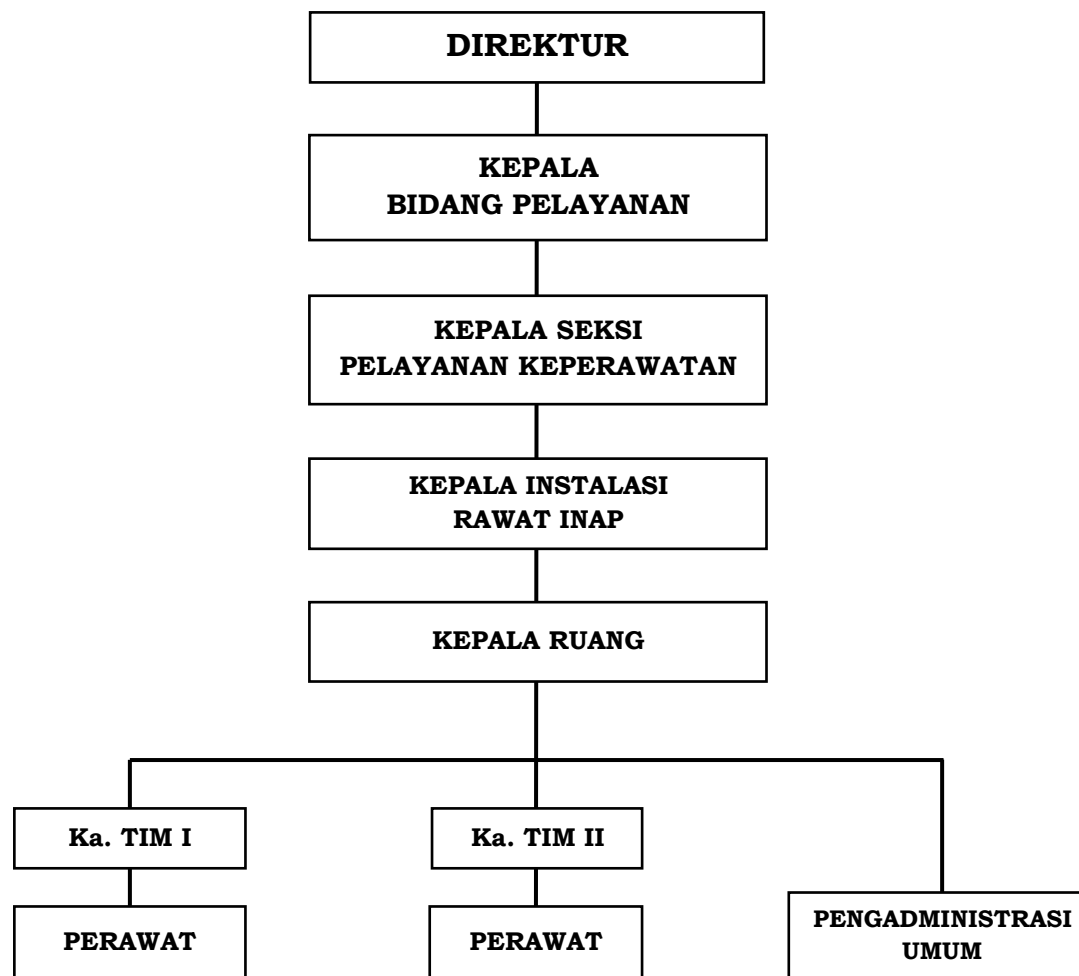 DIREKTUR
KEPALA
BIDANG PELAYANAN
KEPALA SEKSI
PELAYANAN KEPERAWATAN
KEPALA INSTALASI
RAWAT INAP
KEPALA RUANG
Ka. TIM I
Ka. TIM II
PERAWAT
PERAWAT
PENGADMINISTRASI
UMUM